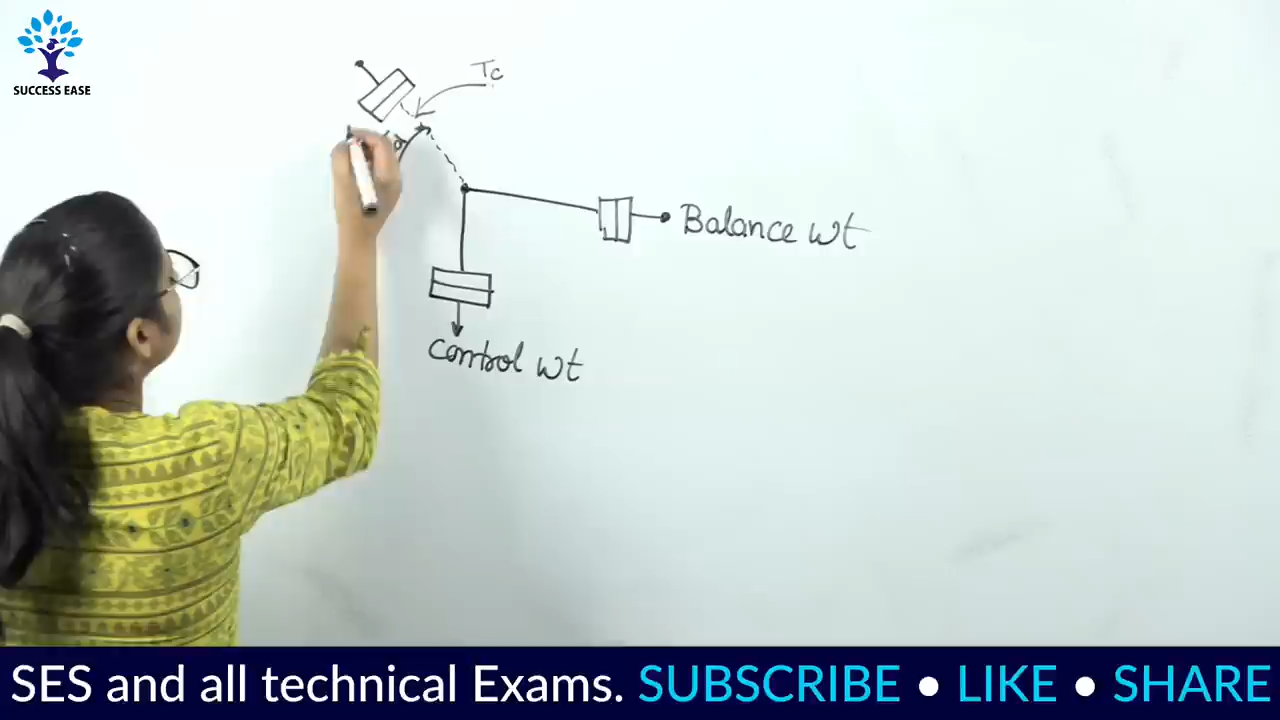 SUCCESS EASE
Tc
Balance wt
control wt
SES and all technical Exams. SUBSCRIBE ● LIKE ● SHARE